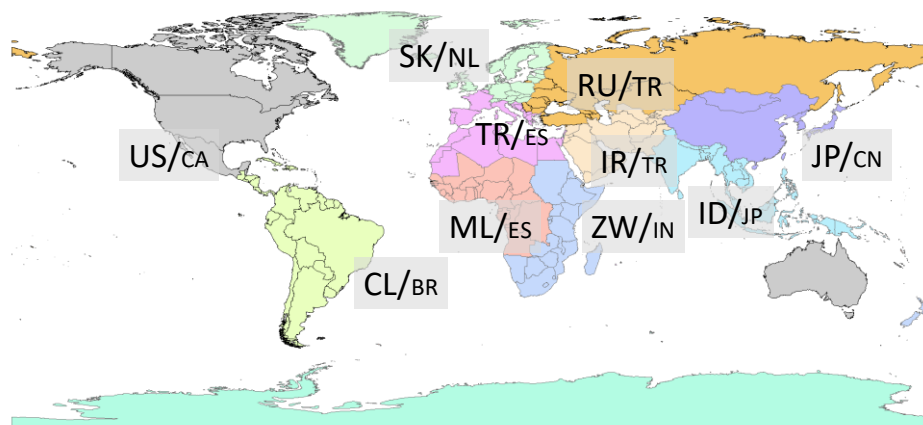 SK/NL
RU/TR
TR/ES
US/CA
IR/TR
JP/CN
ML/ES
ZW/IN
ID/JP
CL/BR